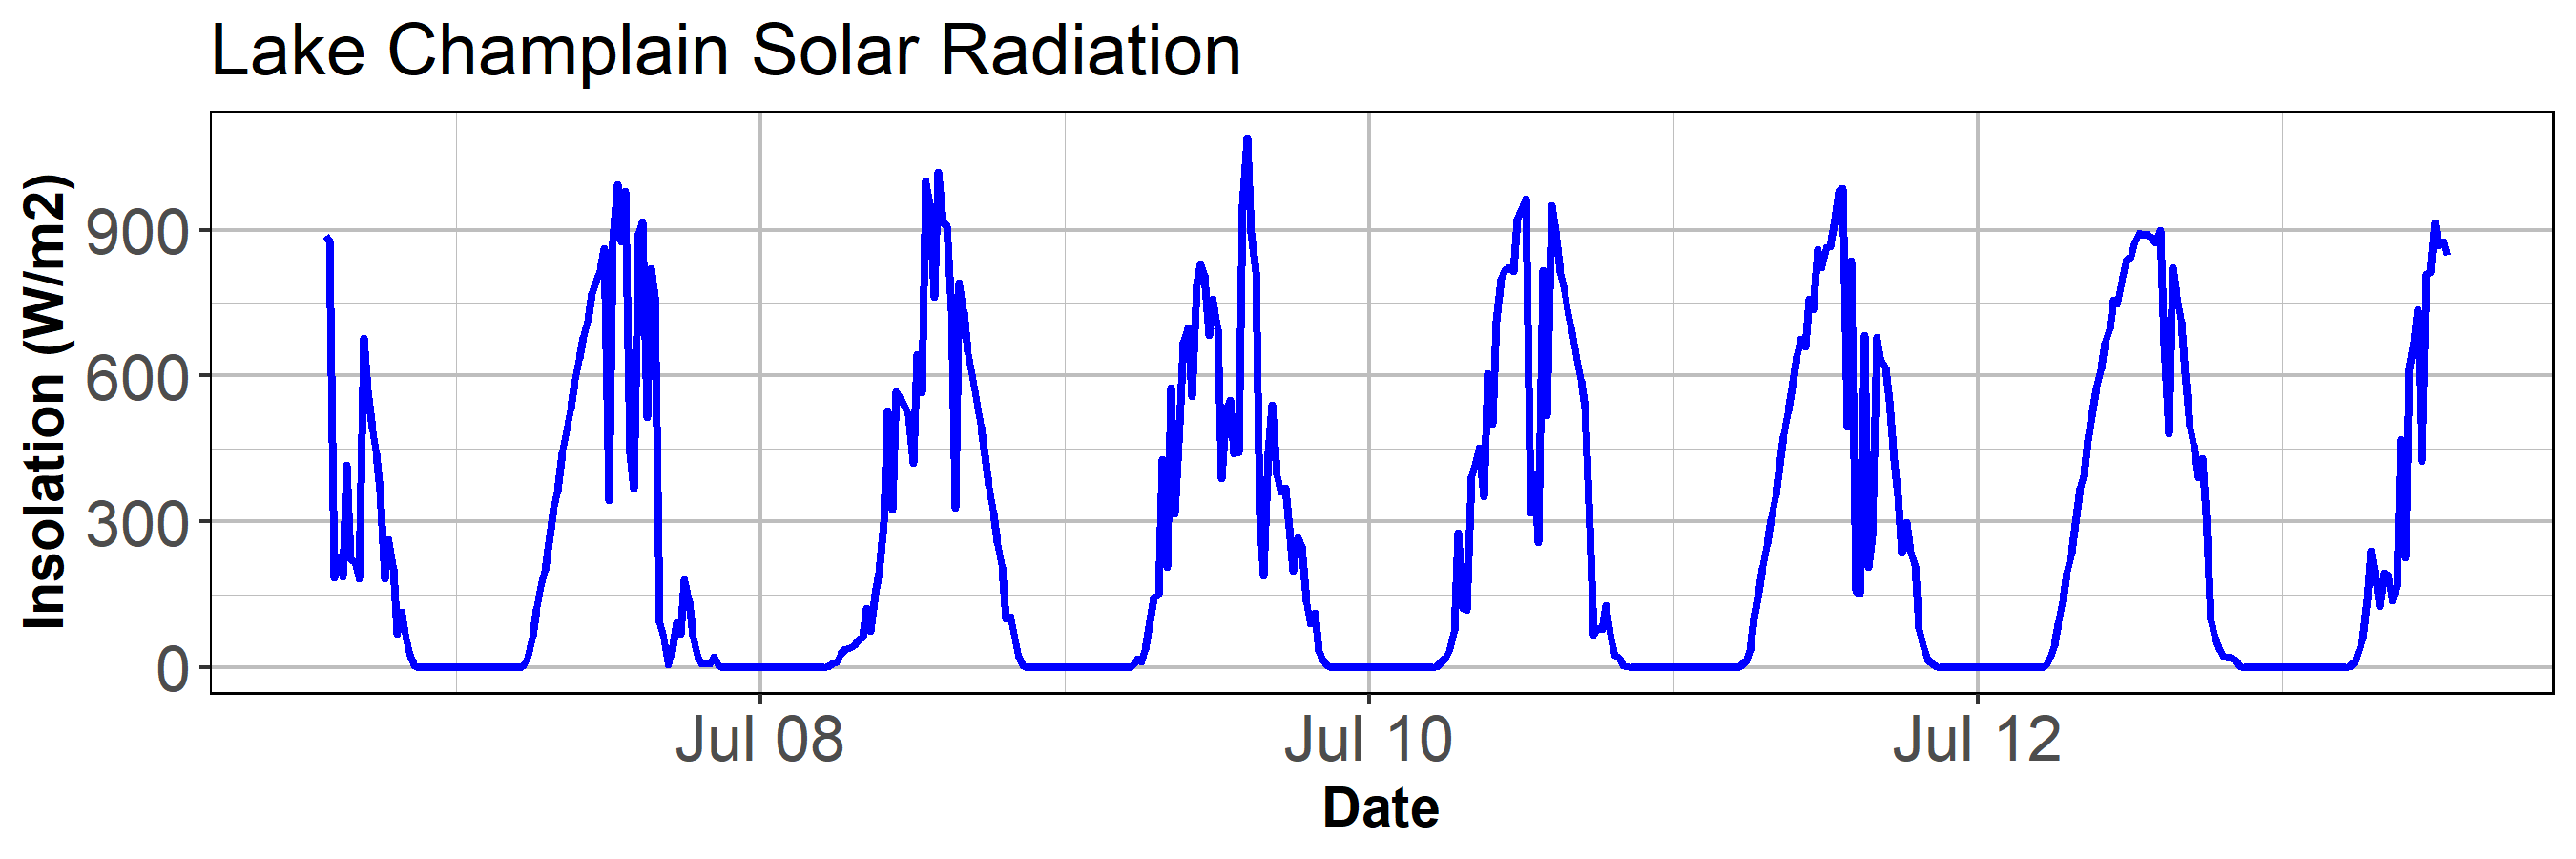 Lake Champlain Solar Radiation
Insolation (W/m2)
900
600
300
0
Jul 08 Jul 10 Jul 12
Date